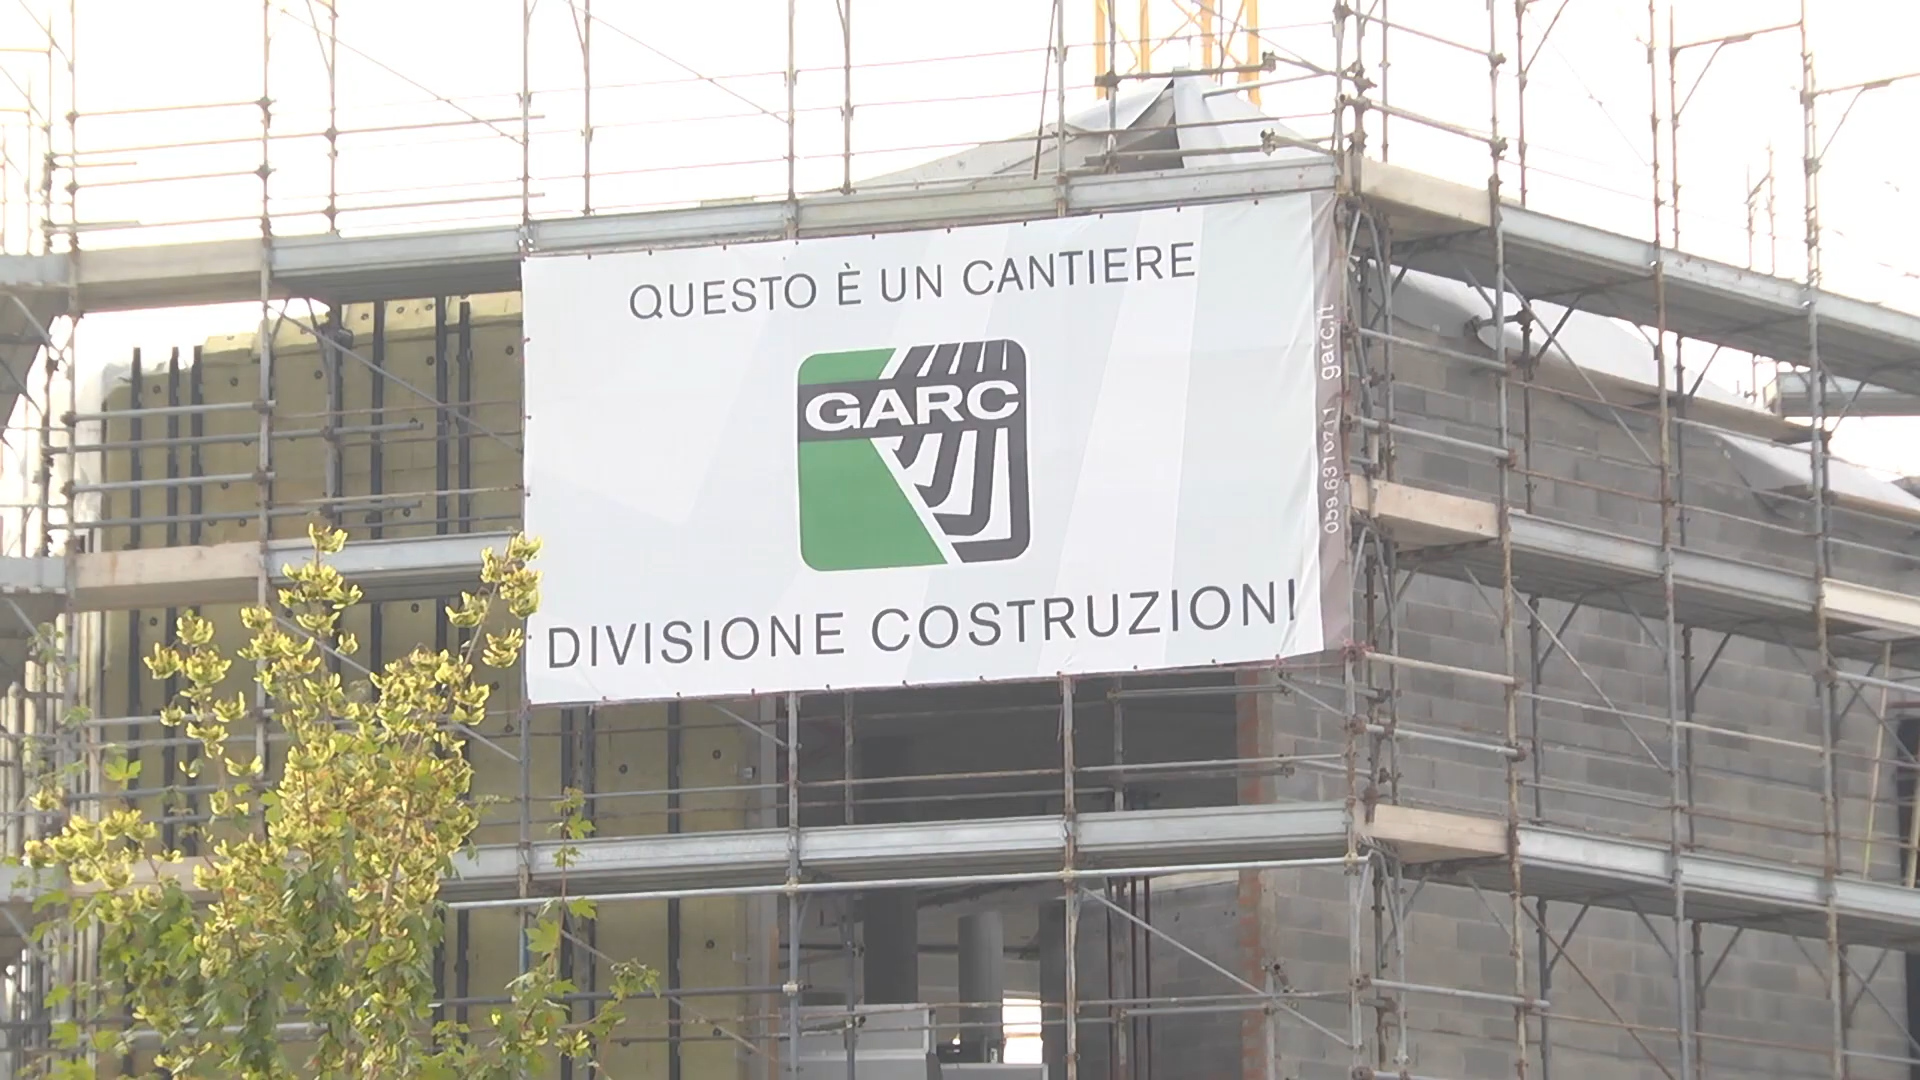 QUESTO È UN CANTIERE
GARC
DIVISIONE COSTRUZIONI
059.6310711 garc.it